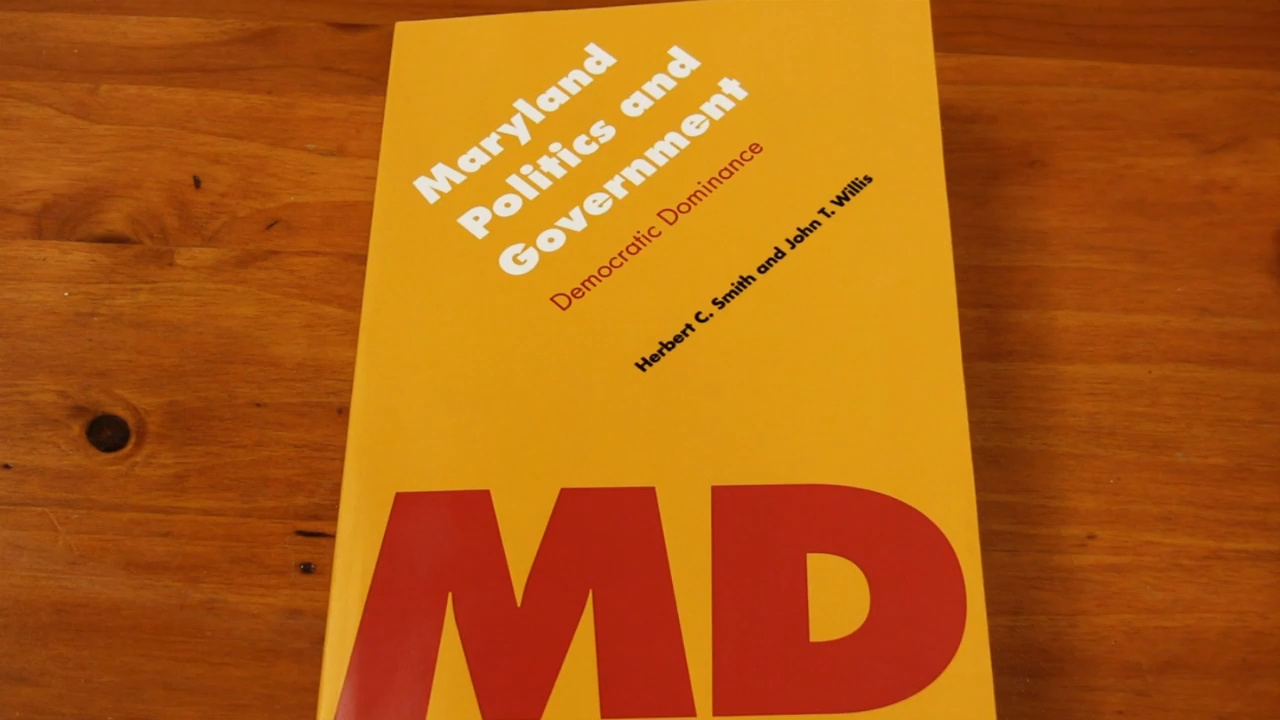 Maryland
Politics and
Government
Democratic Dominance
Herbert C. Smith and John T. Willis
MD